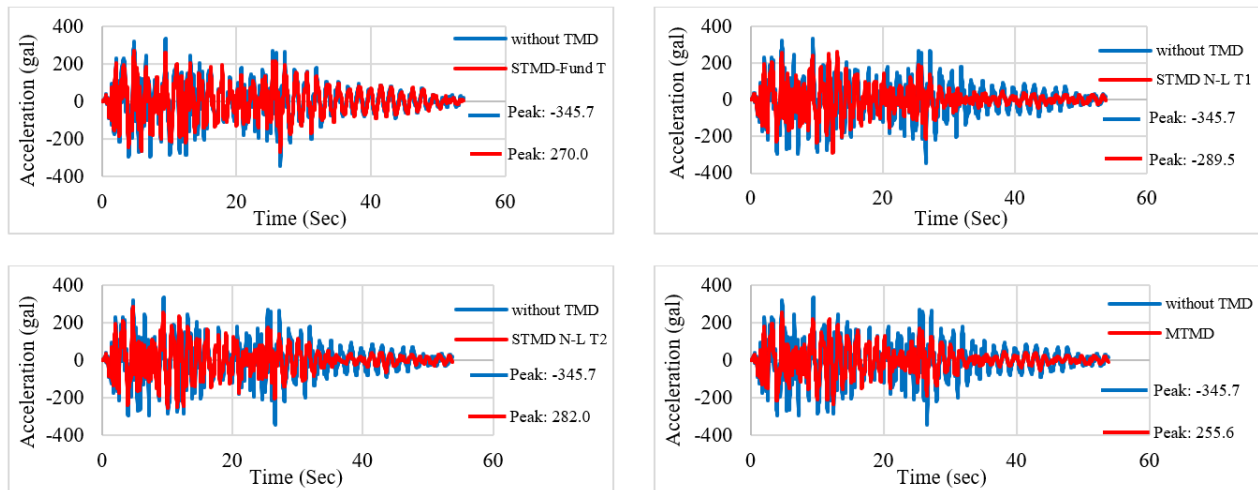 Acceleration (gal)
400
200
0
-200
-400
0
20
40
60
Time (Sec)
without TMD
STMD-Fund T
Peak: -345.7
Peak: 270.0
Acceleration (gal)
400
200
0
-200
-400
0
20
40
60
Time (Sec)
without TMD
STMD N-L T1
Peak: -345.7
Peak: -289.5
Acceleration (gal)
400
200
0
-200
-400
0
20
40
60
Time (Sec)
without TMD
STMD N-L T2
Peak: -345.7
Peak: 282.0
Acceleration (gal)
400
200
0
-200
-400
0
20
40
60
Time (sec)
without TMD
MTMD
Peak: -345.7
Peak: 255.6